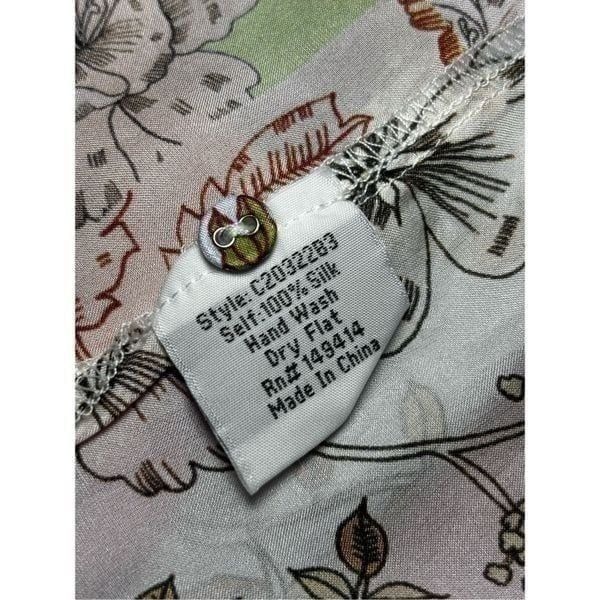 Style: C2032283
Self:100% Silk
Hand Wash
Dry Flat
Rn# 149414
Made In China